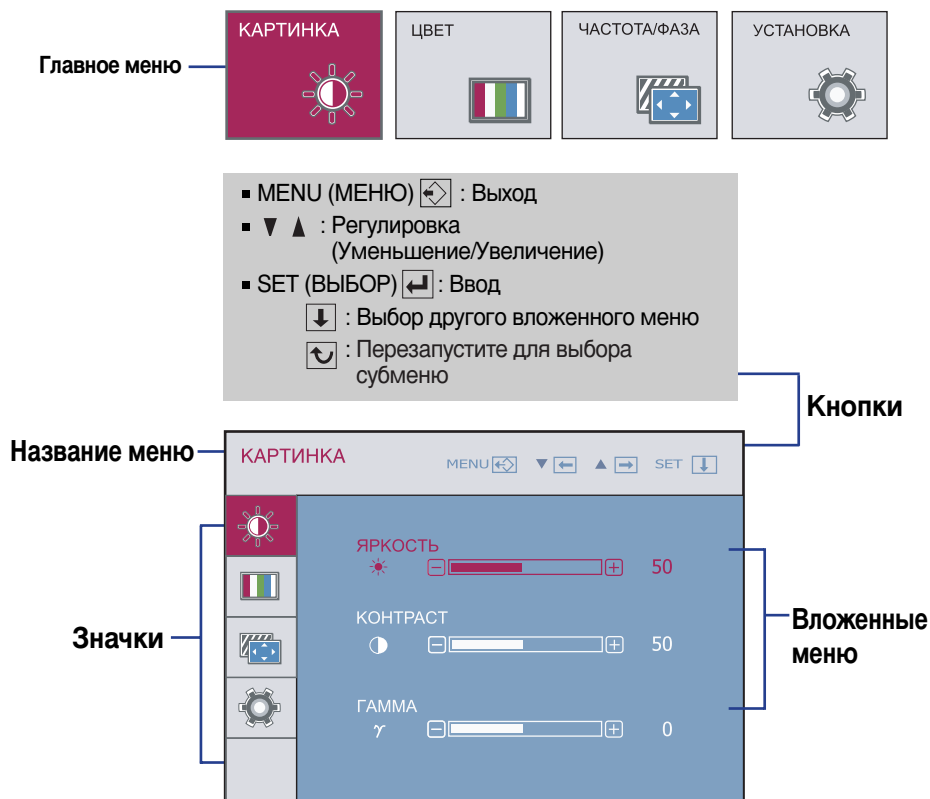 КАРТИНКА
ЦВЕТ
ЧАСТОТА/ФАЗА
УСТАНОВКА
Главное меню
MENU (МЕНЮ) : Выход
▼ ▲ : Регулировка
(Уменьшение/Увеличение)
SET (ВЫБОР) : Ввод
: Выбор другого вложенного меню
: Перезапустите для выбора
субменю
Кнопки
Название меню
КАРТИНКА
MENU ▼ ▲ SET
ЯРКОСТЬ
50
КОНТРАСТ
50
ГАММА
γ 0
Значки
Вложенные
меню